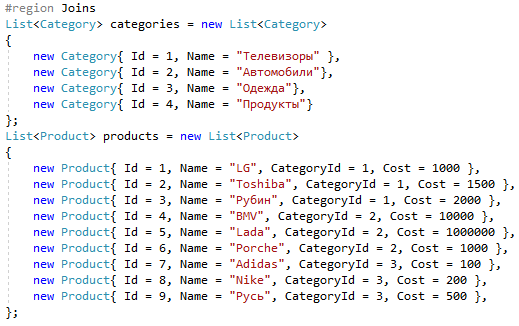 #region Joins
List<Category> categories = new List<Category>
{
new Category{ Id = 1, Name = "Телевизоры" },
new Category{ Id = 2, Name = "Автомобили"},
new Category{ Id = 3, Name = "Одежда"},
new Category{ Id = 4, Name = "Продукты"}
};
List<Product> products = new List<Product>
{
new Product{ Id = 1, Name = "LG", CategoryId = 1, Cost = 1000 },
new Product{ Id = 2, Name = "Toshiba", CategoryId = 1, Cost = 1500 },
new Product{ Id = 3, Name = "Рубин", CategoryId = 1, Cost = 2000 },
new Product{ Id = 4, Name = "BMV", CategoryId = 2, Cost = 10000 },
new Product{ Id = 5, Name = "Lada", CategoryId = 2, Cost = 1000000 },
new Product{ Id = 6, Name = "Porche", CategoryId = 2, Cost = 1000 },
new Product{ Id = 7, Name = "Adidas", CategoryId = 3, Cost = 100 },
new Product{ Id = 8, Name = "Nike", CategoryId = 3, Cost = 200 },
new Product{ Id = 9, Name = "Русь", CategoryId = 3, Cost = 500 },
};